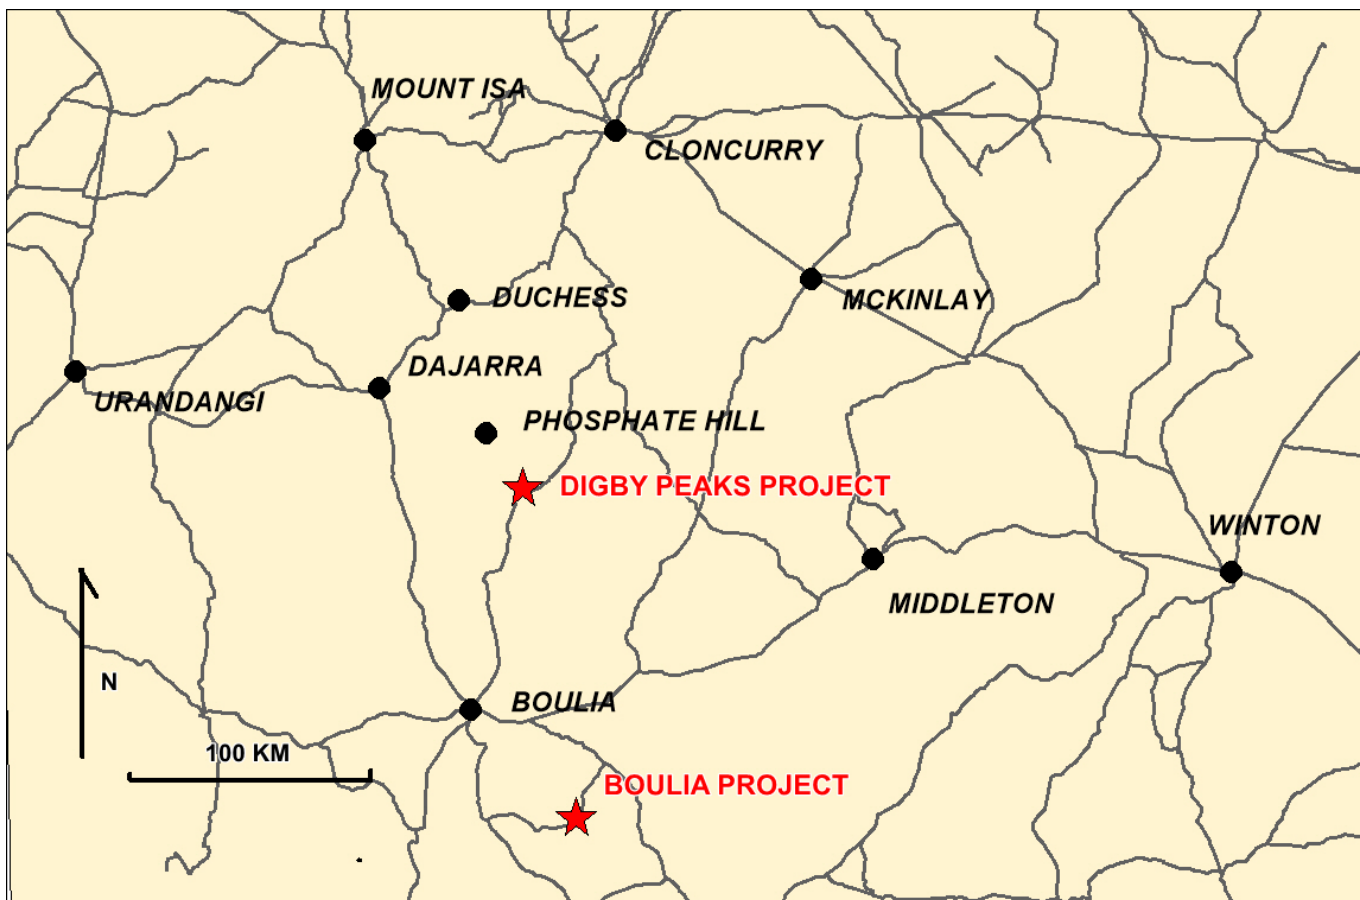 MOUNT ISA
CLONCURRY
DUCHESS
MCKINLAY
DAJARRA
URANDANGI
PHOSPHATE HILL
DIGBY PEAKS PROJECT
WINTON
MIDDLETON
N
BOULIA
100 KM
BOULIA PROJECT